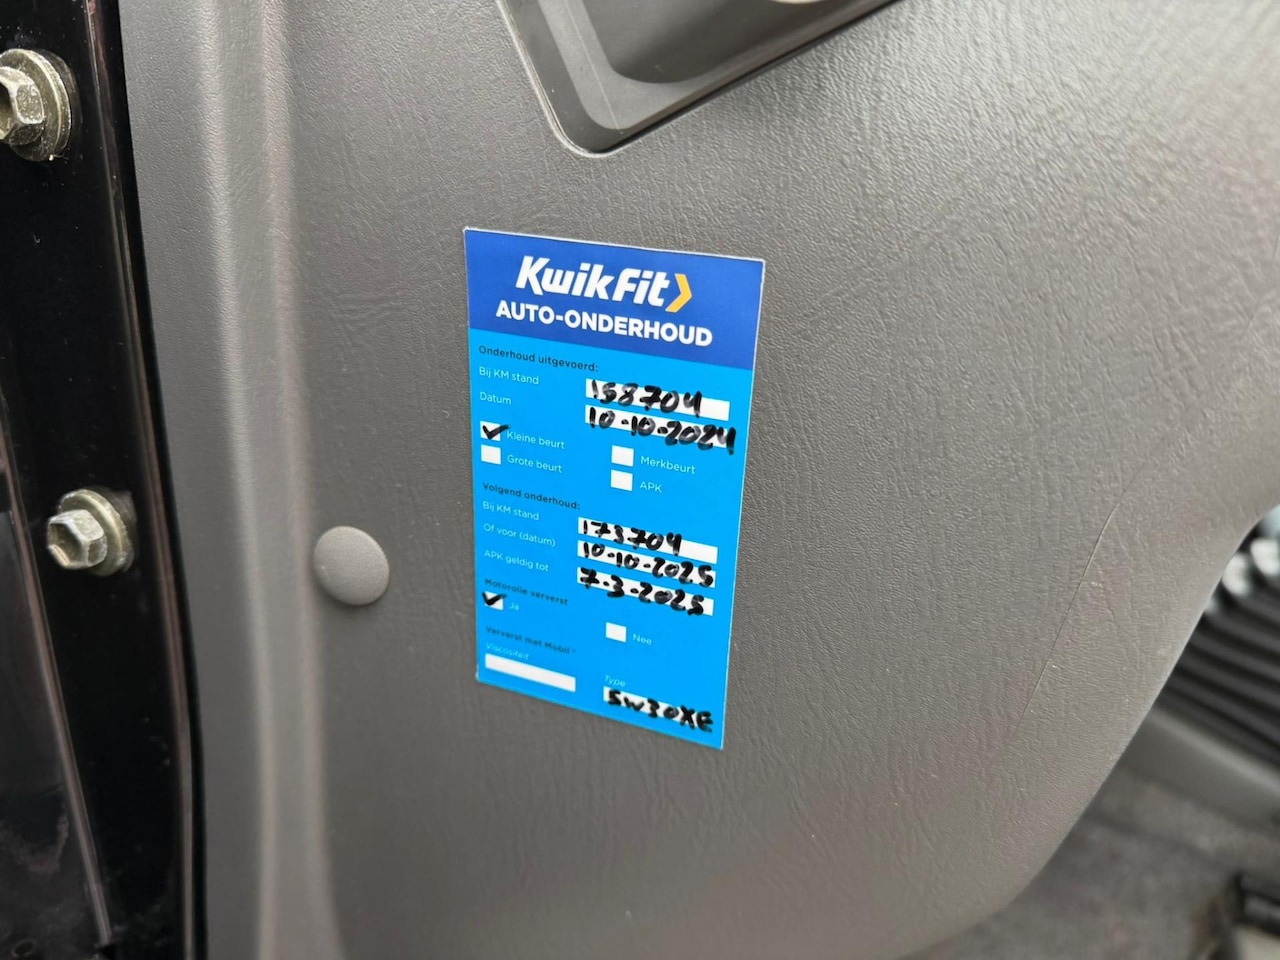 KwikFit
AUTO-ONDERHOUD
Onderhoud uitgevoerd:
Bij KM stand 158704
Datum 10-10-2024
Kleine beurt
Grote beurt Merkbeurt
APK
Volgend onderhoud:
Bij KM stand 173704
Of voor (datum) 10-10-2025
APK geldig tot 7-3-2025
Motorolie ververst
Ja Nee
Ververst met Mobil*
Viscositeit Type
5W30XE